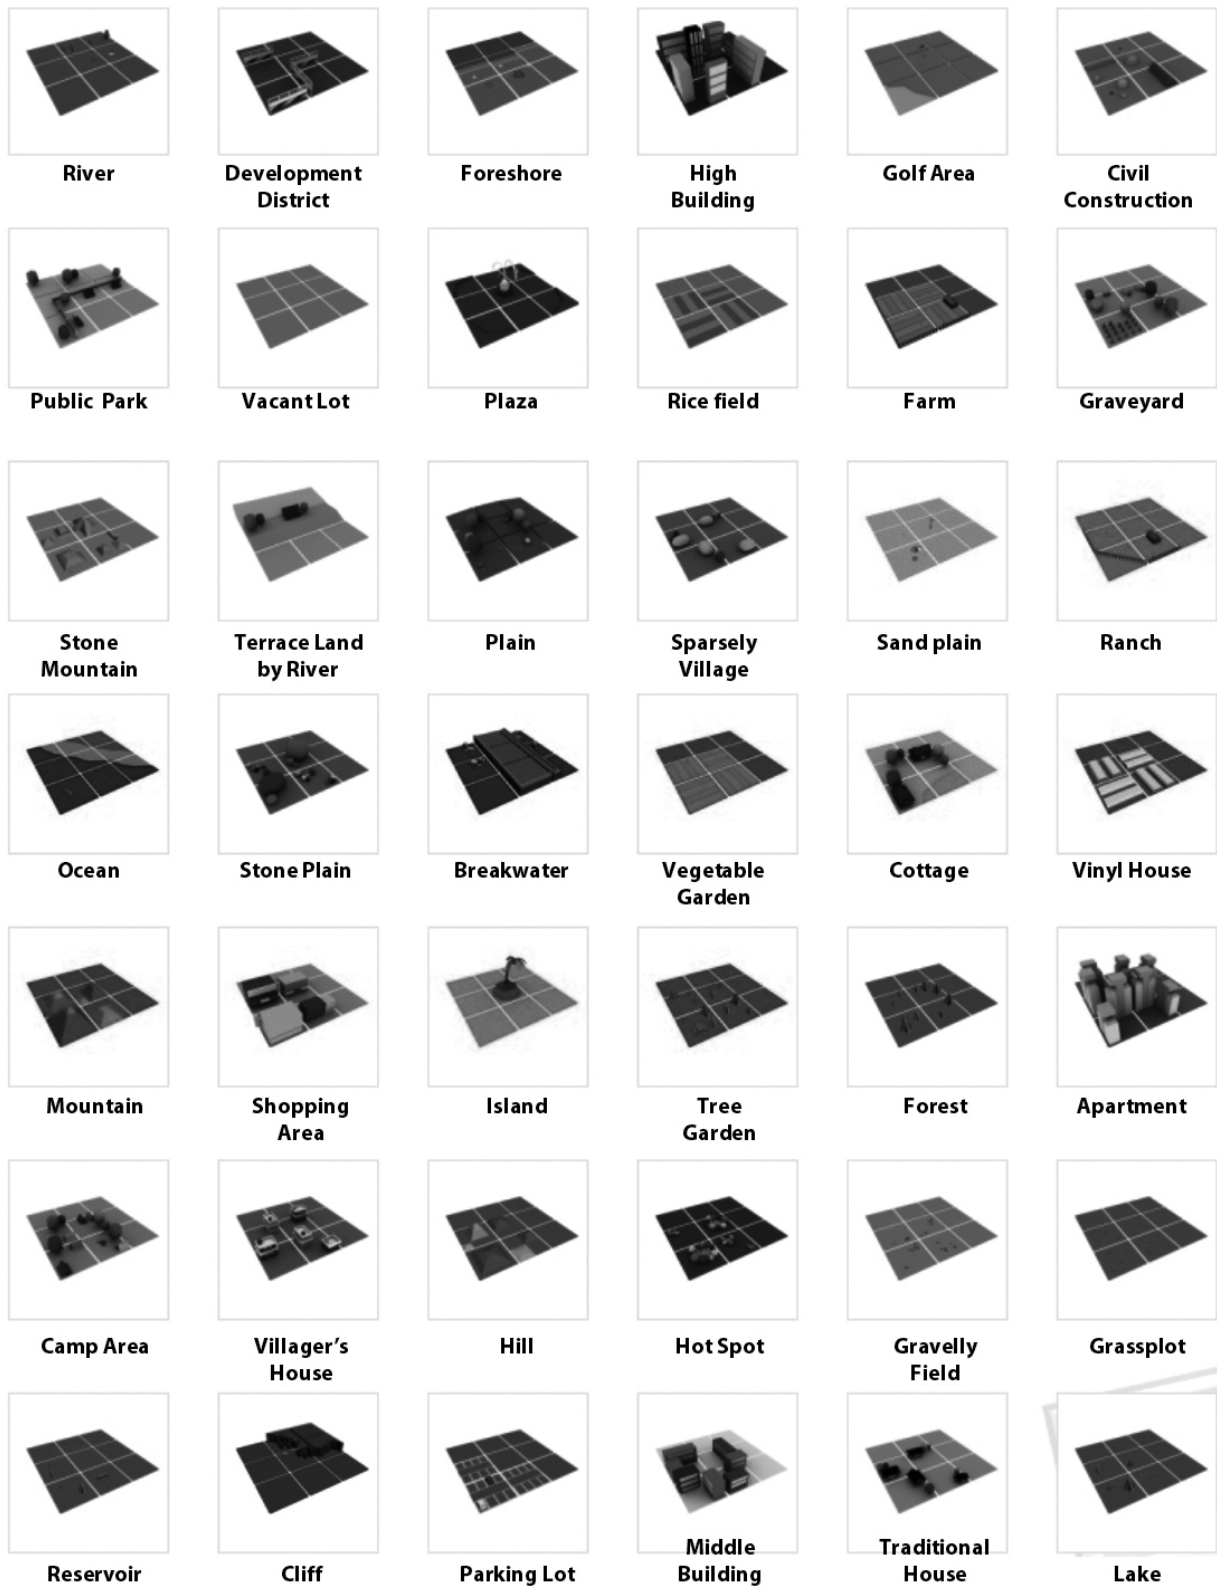 River
Development
District
Foreshore
High
Building
Golf Area
Civil
Construction
Public Park
Vacant Lot
Plaza
Rice field
Farm
Graveyard
Stone
Mountain
Terrace Land
by River
Plain
Sparsely
Village
Sand plain
Ranch
Ocean
Stone Plain
Breakwater
Vegetable
Garden
Cottage
Vinyl House
Mountain
Shopping
Area
Island
Tree
Garden
Forest
Apartment
Camp Area
Villager's
House
Hill
Hot Spot
Gravelly
Field
Grassplot
Reservoir
Cliff
Parking Lot
Middle
Building
Traditional
House
Lake